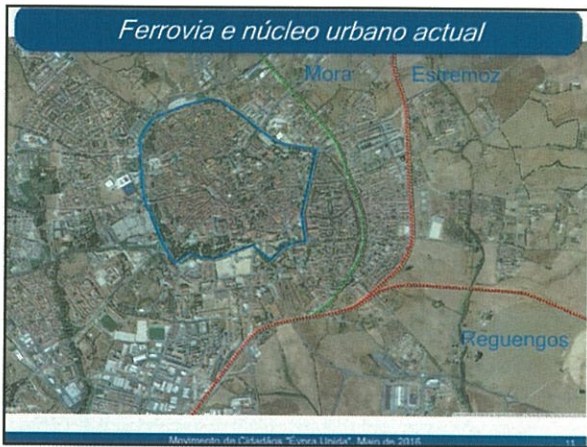 Ferrovia e núcleo urbano actual
Mora
Estremoz
Reguengos
Movimento de Cidadãos "Évora Unida", Maio de 2016
11